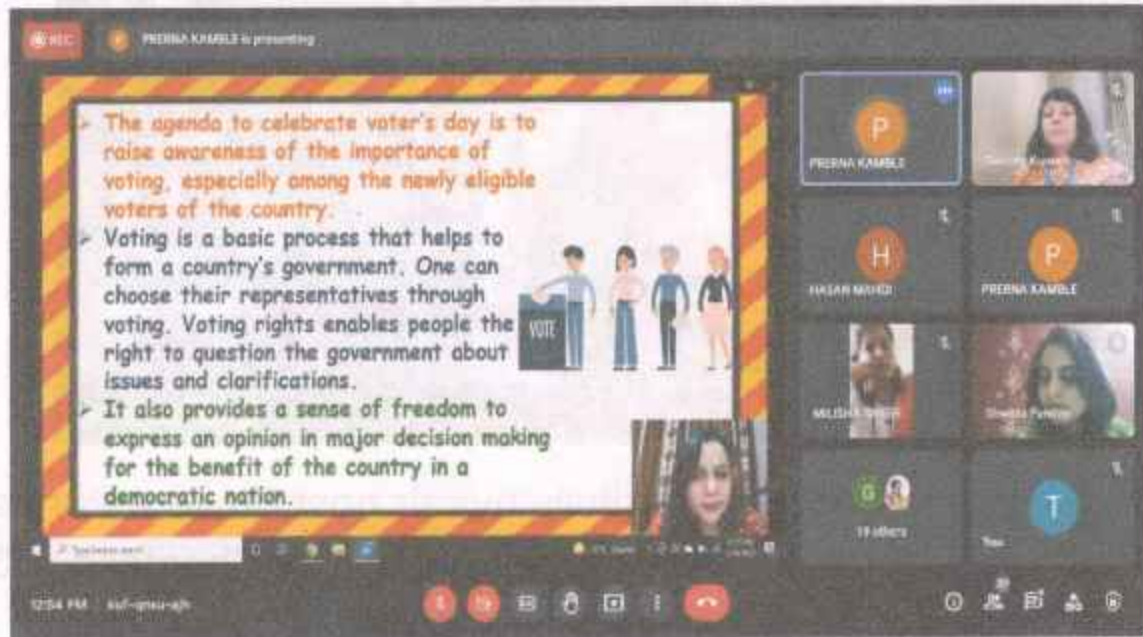 REC
PRERNA KAMBLE is presenting
The agenda to celebrate voter's day is to
raise awareness of the importance of
voting, especially among the newly eligible
voters of the country.
Voting is a basic process that helps to
form a country's government. One can
choose their representatives through
voting. Voting rights enables people the
right to question the government about
issues and clarifications.
It also provides a sense of freedom to
express an opinion in major decision making
for the benefit of the country in a
democratic nation.
VOTE
P
PRERNA KAMBLE
H
HASAN MAHDI
P
PRERNA KAMBLE
G
19 others
T
You
12:54 PM